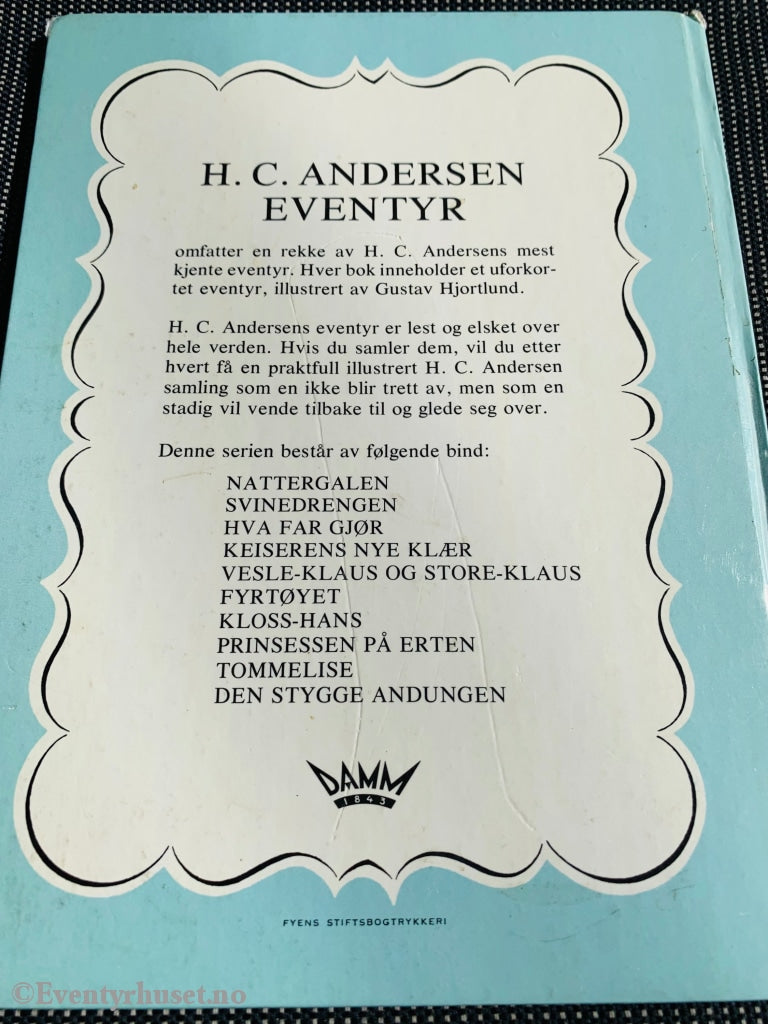 H. C. ANDERSEN
EVENTYR
omfatter en rekke av H. C. Andersens mest
kjente eventyr. Hver bok inneholder et uforkor-
tet eventyr, illustrert av Gustav Hjortlund.
H. C. Andersens eventyr er lest og elsket over
hele verden. Hvis du samler dem, vil du etter
hvert få en praktfull illustrert H. C. Andersen
samling som en ikke blir trett av, men som en
stadig vil vende tilbake til og glede seg over.
Denne serien består av følgende bind:
NATTERGALEN
SVINEDRENGEN
HVA FAR GJØR
KEISERENS NYE KLÆR
VESLE-KLAUS OG STORE-KLAUS
FYRTØYET
KLOSS-HANS
PRINSESSEN PÅ ERTEN
TOMMELISE
DEN STYGGE ANDUNGEN
DAMM
1843
FYENS STIFTSBOGTRYKKERI
©Eventyrhuset.no